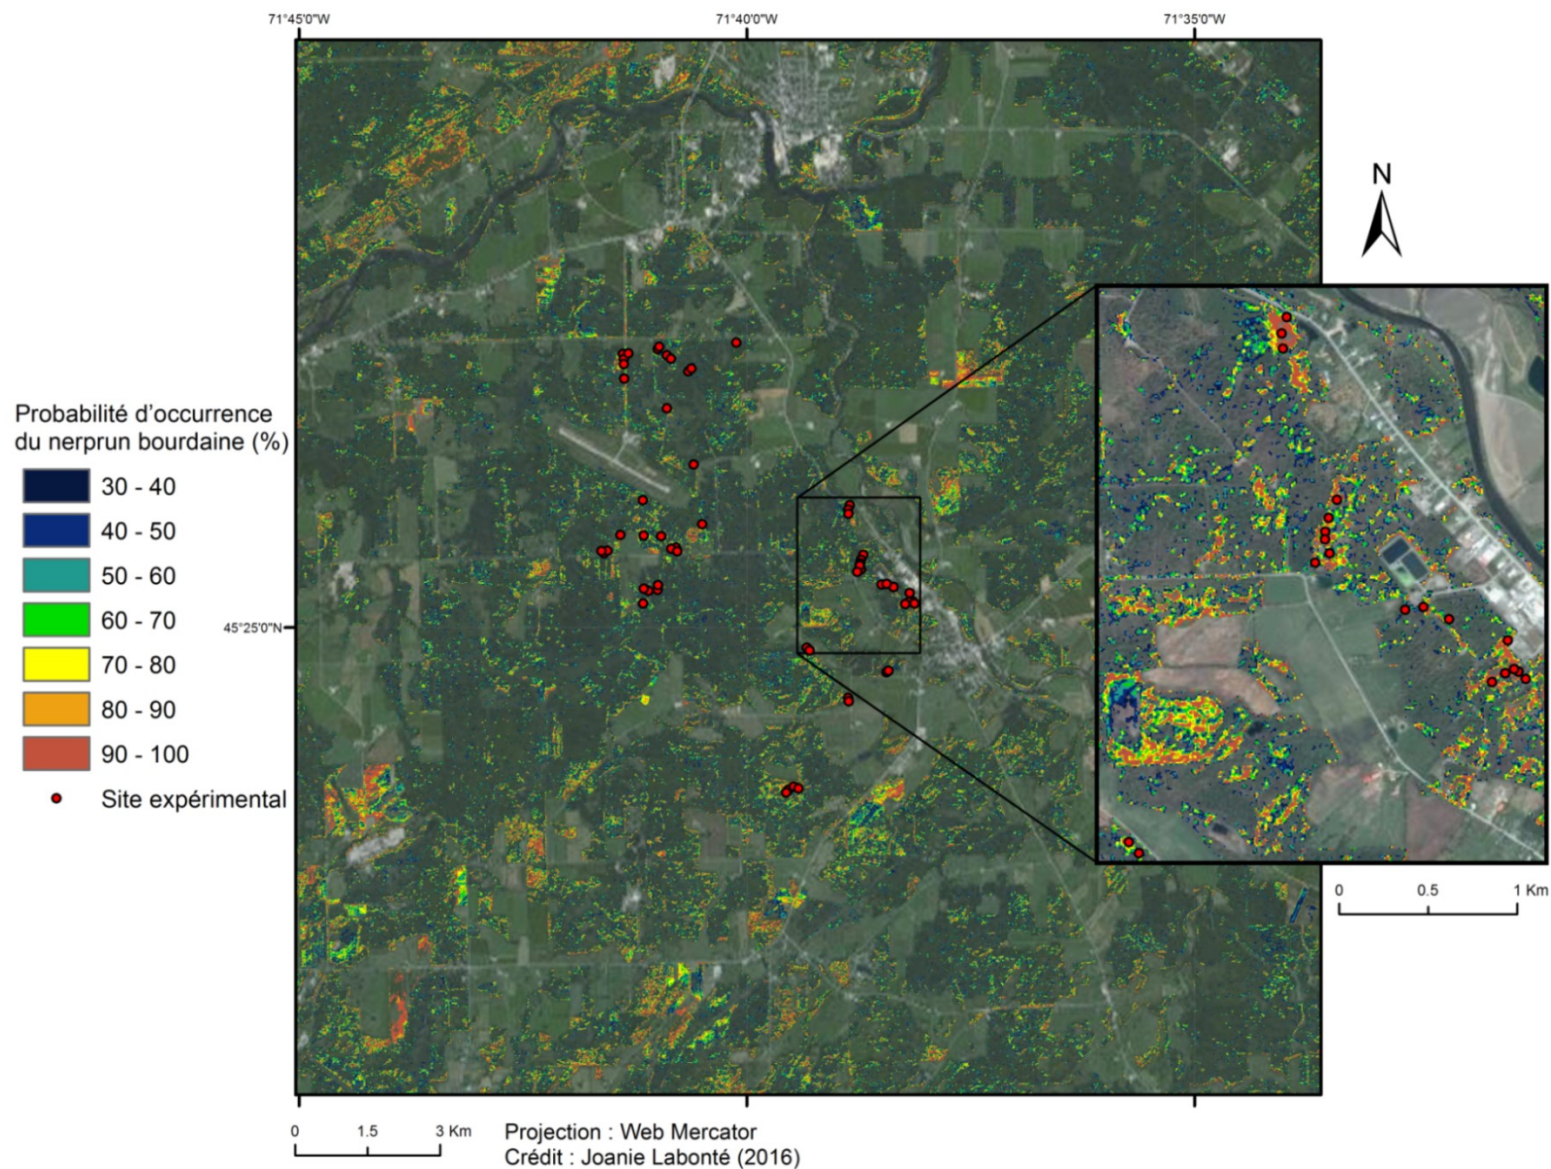 71°45'0"W
71°40'0"W
71°35'0"W
N
Probabilité d'occurrence
du nerprun bourdaine (%)
30 - 40
40 - 50
50 - 60
60 - 70
70 - 80
80 - 90
90 - 100
Site expérimental
45°25'0"N
0 0.5 1 Km
0 1.5 3 Km
Projection : Web Mercator
Crédit : Joanie Labonté (2016)